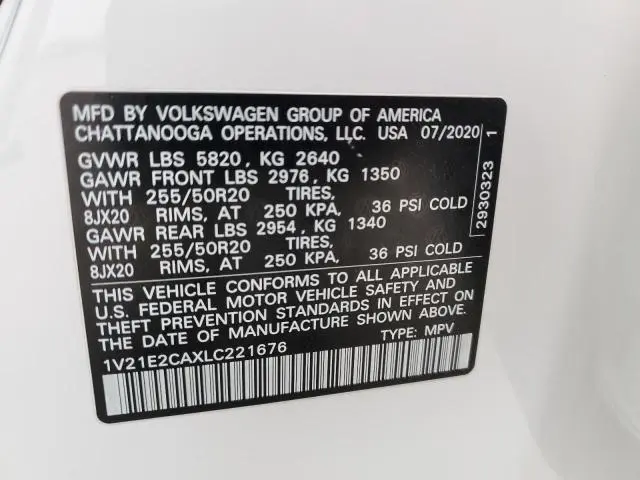 MFD BY VOLKSWAGEN GROUP OF AMERICA
CHATTANOOGA OPERATIONS, LLC. USA 07/2020
GVWR LBS 5820, KG 2640
GAWR FRONT LBS 2976, KG 1350
WITH 255/50R20 TIRES,
8JX20 RIMS, AT 250 KPA, 36 PSI COLD
GAWR REAR LBS 2954, KG 1340
WITH 255/50R20 TIRES,
8JX20 RIMS, AT 250 KPA, 36 PSI COLD
THIS VEHICLE CONFORMS TO ALL APPLICABLE
U.S. FEDERAL MOTOR VEHICLE SAFETY AND
THEFT PREVENTION STANDARDS IN EFFECT ON
THE DATE OF MANUFACTURE SHOWN ABOVE.
1V21E2CAXLC221676 TYPE: MPV
2930323 1